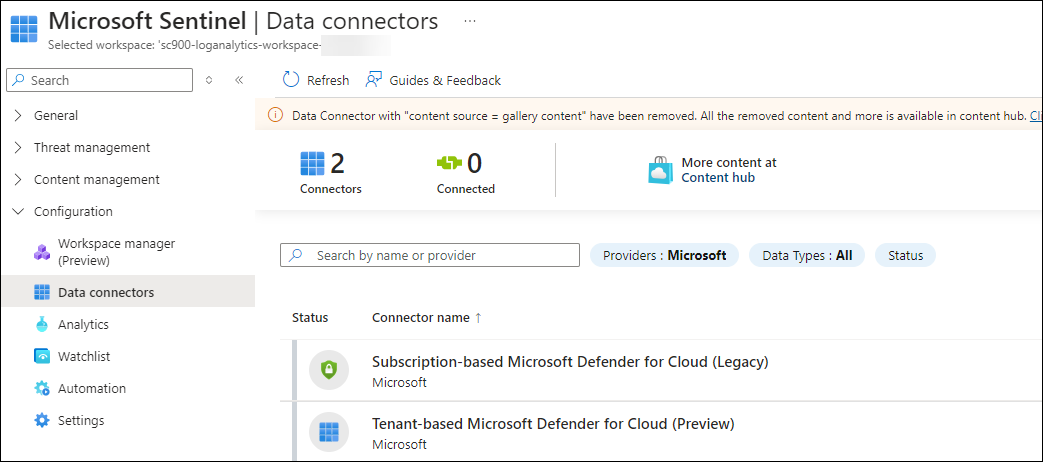 Microsoft Sentinel | Data connectors ...
Selected workspace: 'sc900-loganalytics-workspace-
Search
Refresh
Guides & Feedback
General
Threat management
Content management
Configuration
Workspace manager
(Preview)
Data connectors
Analytics
Watchlist
Automation
Settings
Data Connector with "content source = gallery content" have been removed. All the removed content and more is available in content hub.
2
Connectors
0
Connected
More content at
Content hub
Search by name or provider
Providers : Microsoft
Data Types : All
Status
Status
Connector name ↑
Subscription-based Microsoft Defender for Cloud (Legacy)
Microsoft
Tenant-based Microsoft Defender for Cloud (Preview)
Microsoft